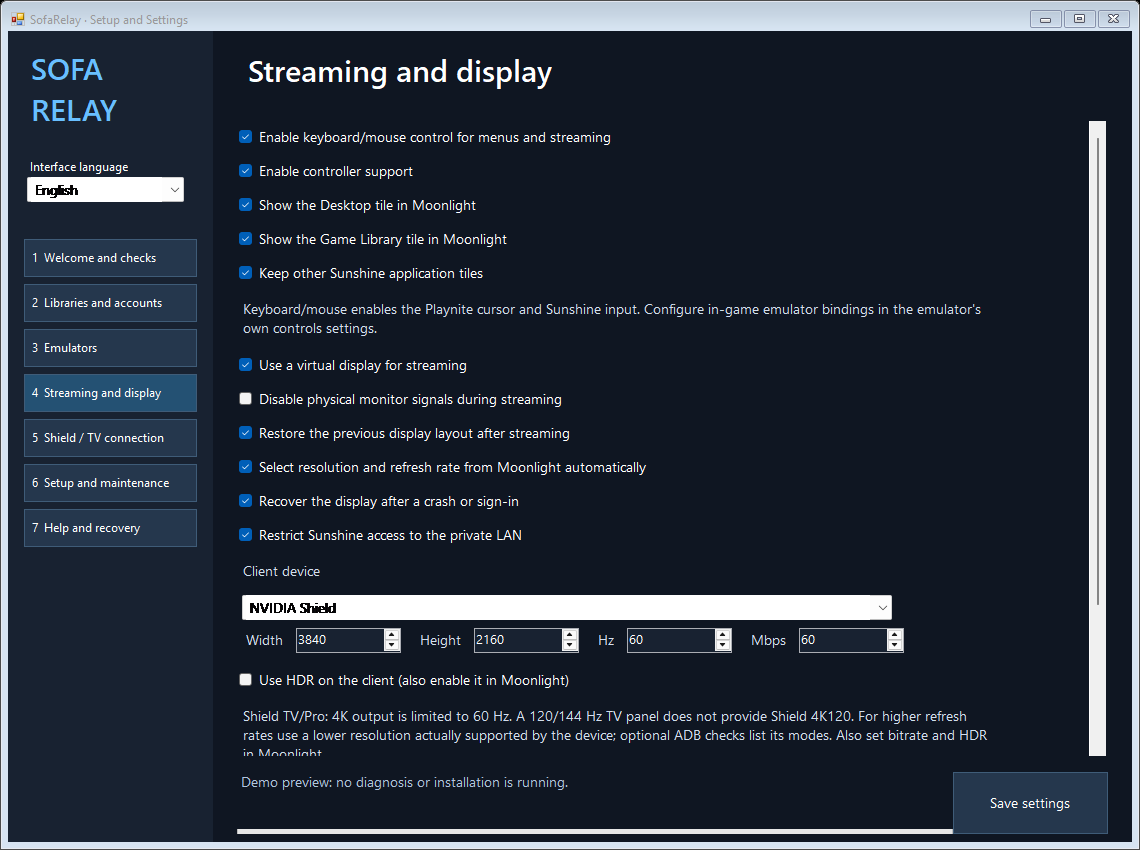 SofaRelay - Setup and Settings
SOFA
RELAY
Interface language
English
1 Welcome and checks
2 Libraries and accounts
3 Emulators
4 Streaming and display
5 Shield / TV connection
6 Setup and maintenance
7 Help and recovery
Streaming and display
Enable keyboard/mouse control for menus and streaming
Enable controller support
Show the Desktop tile in Moonlight
Show the Game Library tile in Moonlight
Keep other Sunshine application tiles
Keyboard/mouse enables the Playnite cursor and Sunshine input. Configure in-game emulator bindings in the emulator's
own controls settings.
Use a virtual display for streaming
Disable physical monitor signals during streaming
Restore the previous display layout after streaming
Select resolution and refresh rate from Moonlight automatically
Recover the display after a crash or sign-in
Restrict Sunshine access to the private LAN
Client device
NVIDIA Shield
Width 3840 Height 2160 Hz 60 Mbps 60
Use HDR on the client (also enable it in Moonlight)
Shield TV/Pro: 4K output is limited to 60 Hz. A 120/144 Hz TV panel does not provide Shield 4K120. For higher refresh
rates use a lower resolution actually supported by the device; optional ADB checks list its modes. Also set bitrate and HDR
in Moonlight.
Demo preview: no diagnosis or installation is running.
Save settings